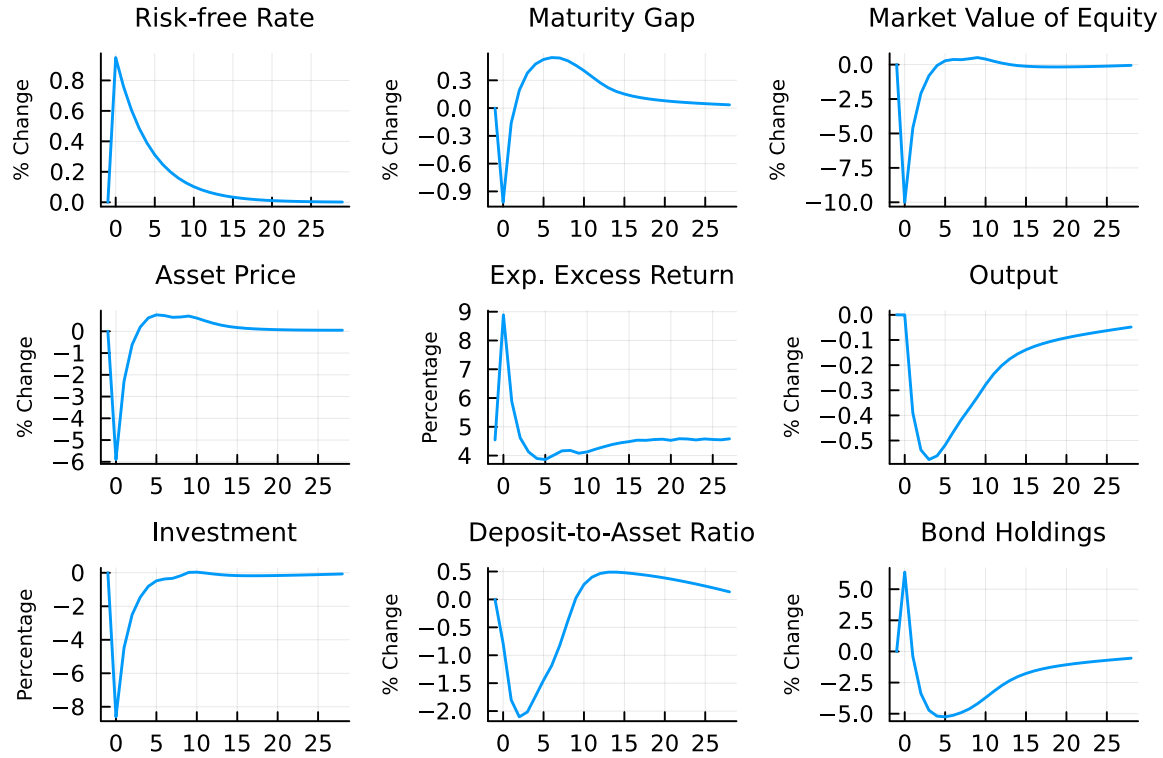 Risk-free Rate
% Change
0.8
0.6
0.4
0.2
0.0
0 5 10 15 20 25
Maturity Gap
% Change
0.3
0.0
−0.3
−0.6
−0.9
0 5 10 15 20 25
Market Value of Equity
% Change
0.0
−2.5
−5.0
−7.5
−10.0
0 5 10 15 20 25
Asset Price
% Change
0
−1
−2
−3
−4
−5
−6
0 5 10 15 20 25
Exp. Excess Return
Percentage
9
8
7
6
5
4
0 5 10 15 20 25
Output
% Change
0.0
−0.1
−0.2
−0.3
−0.4
−0.5
0 5 10 15 20 25
Investment
Percentage
0
−2
−4
−6
−8
0 5 10 15 20 25
Deposit-to-Asset Ratio
% Change
0.5
0.0
−0.5
−1.0
−1.5
−2.0
0 5 10 15 20 25
Bond Holdings
% Change
5.0
2.5
0.0
−2.5
−5.0
0 5 10 15 20 25